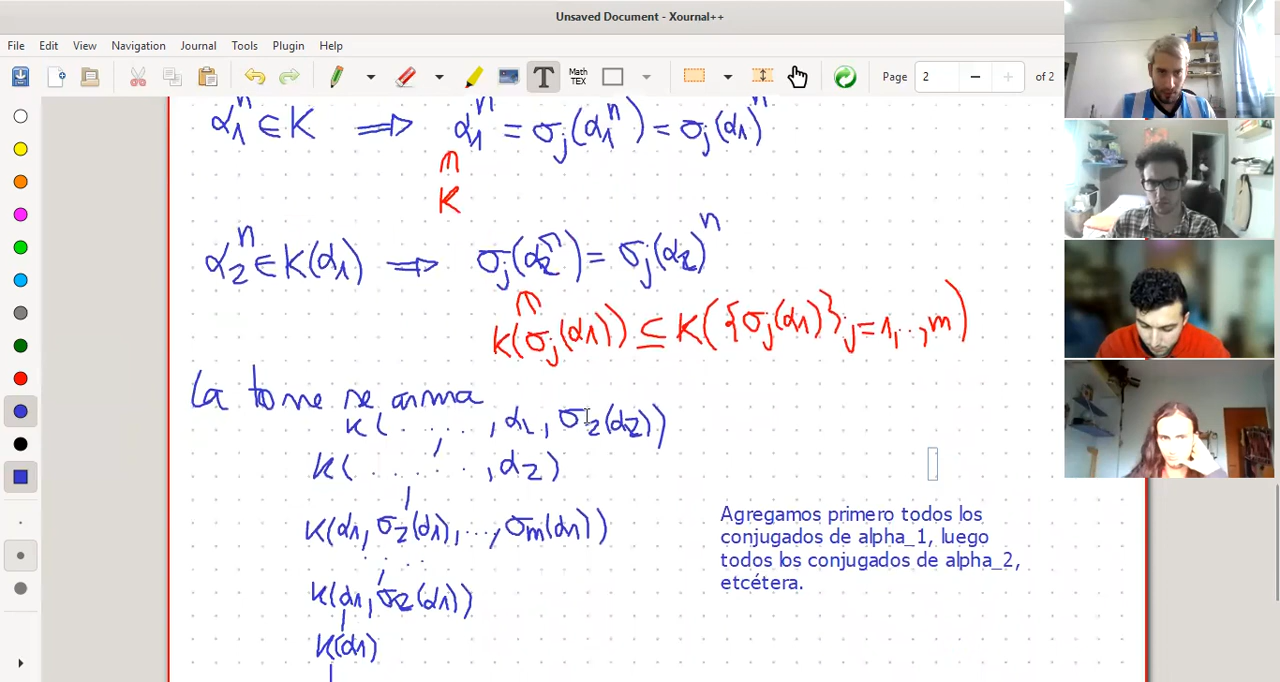 Unsaved Document - Xournal++
File Edit View Navigation Journal Tools Plugin Help
T Math TEX Page 2 of 2
α₁ⁿ ∈ K ⟹ α₁ⁿ = σⱼ(α₁ⁿ) = σⱼ(α₁)ⁿ
K
α₂ⁿ ∈ K(α₁) ⟹ σⱼ(α₂ⁿ) = σⱼ(α₂)ⁿ
K(σⱼ(α₁)) ⊆ K({σⱼ(α₁)}ⱼ₌₁,...,m)
La torre se arma
K(....., α₂, σ₂(α₂))
K(......, α₂)
K(α₁, σ₂(α₁), ..., σm(α₁))
....
K(α₁, σ₂(α₁))
K(α₁)
Agregamos primero todos los
conjugados de alpha_1, luego
todos los conjugados de alpha_2,
etcétera.